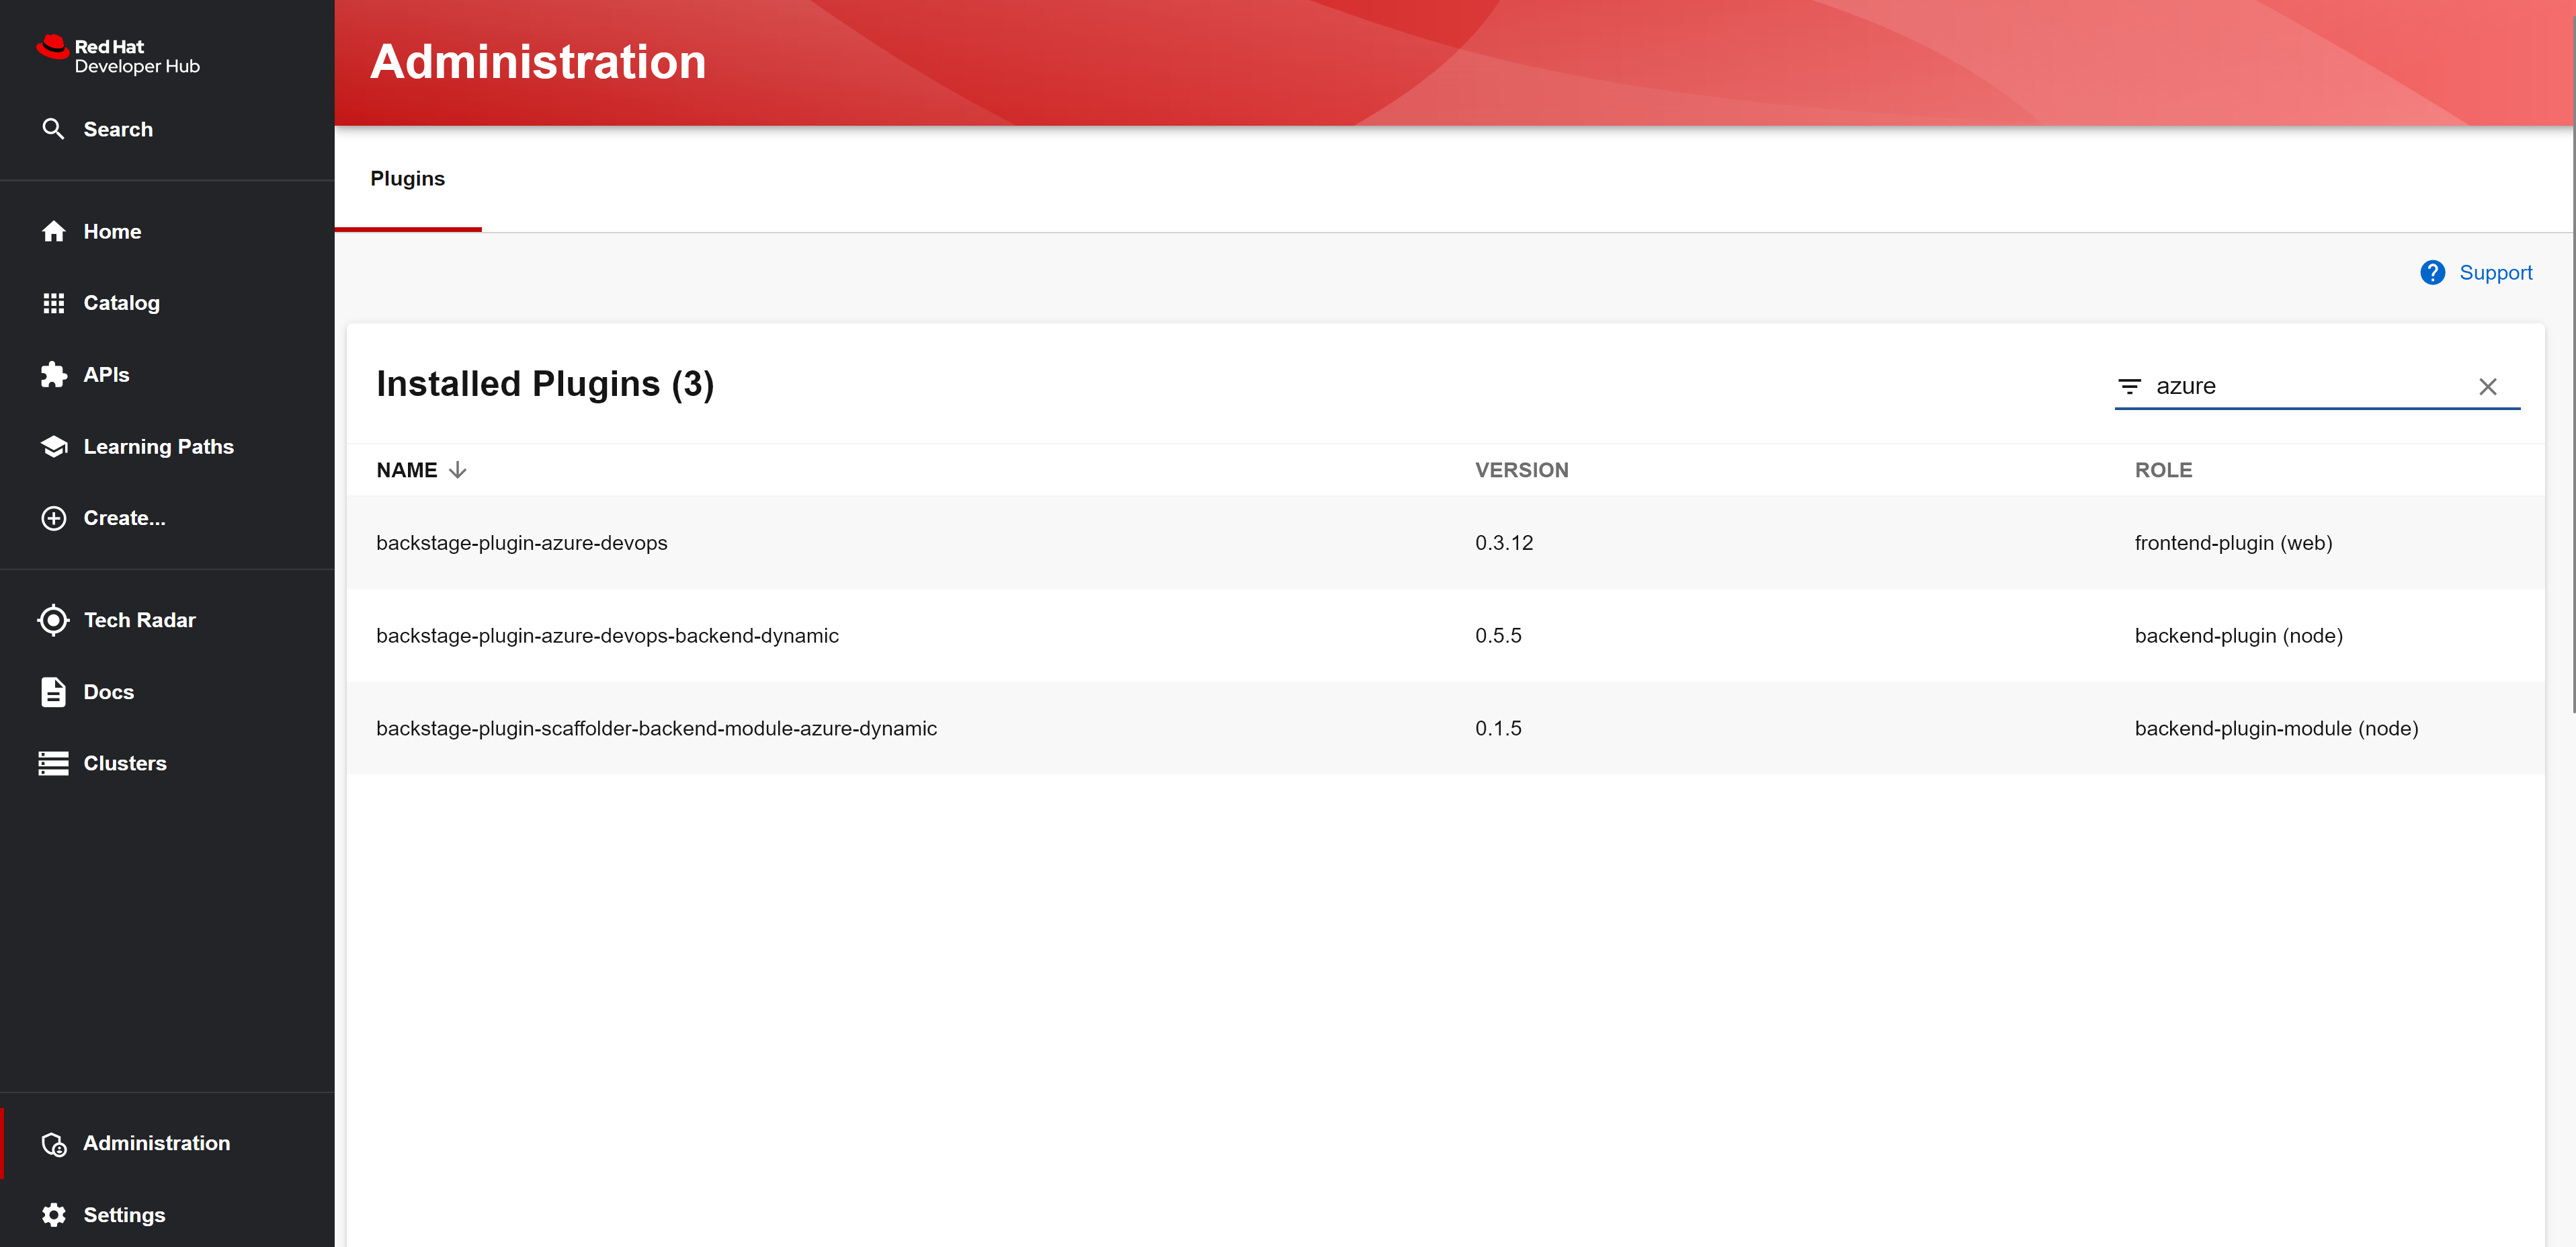 Red Hat
Developer Hub
Search
Home
Catalog
APIs
Learning Paths
Create...
Tech Radar
Docs
Clusters
Administration
Settings
Administration
Plugins
Support
Installed Plugins (3)
azure
NAME VERSION ROLE
backstage-plugin-azure-devops 0.3.12 frontend-plugin (web)
backstage-plugin-azure-devops-backend-dynamic 0.5.5 backend-plugin (node)
backstage-plugin-scaffolder-backend-module-azure-dynamic 0.1.5 backend-plugin-module (node)